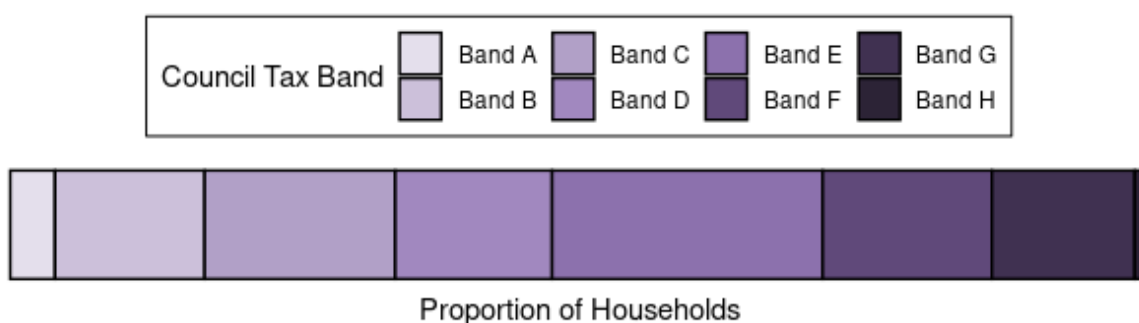 Council Tax Band
Band A Band C Band E Band G
Band B Band D Band F Band H
Proportion of Households